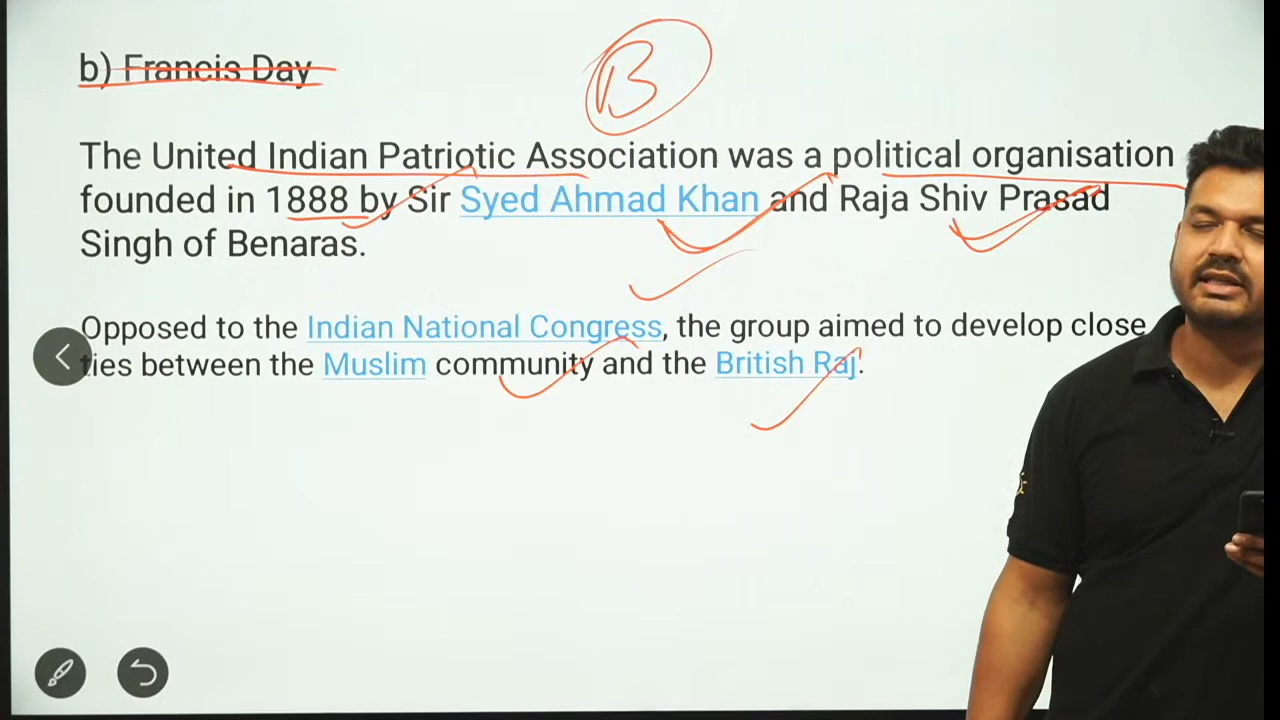 b) Francis Day
B
The United Indian Patriotic Association was a political organisation
founded in 1888 by Sir Syed Ahmad Khan and Raja Shiv Prasad
Singh of Benaras.
Opposed to the Indian National Congress, the group aimed to develop close
ties between the Muslim community and the British Raj.